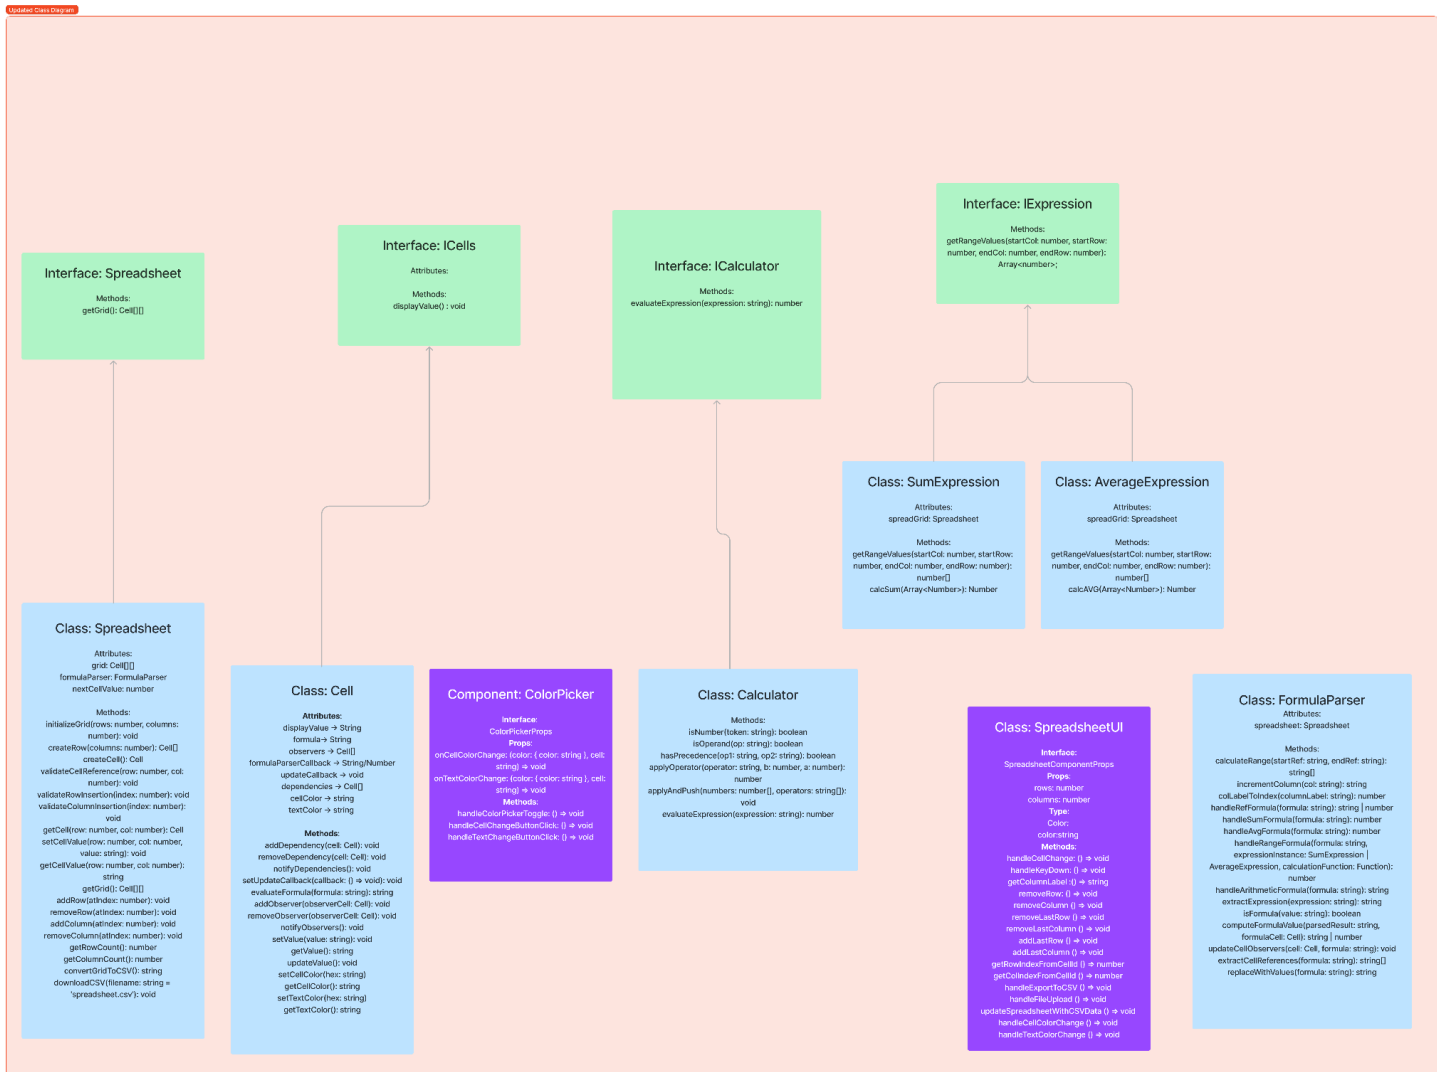 Updated Class Diagram
Interface: Spreadsheet
Methods:
getGrid(): Cell[][]
Interface: ICells
Attributes:
Methods:
displayValue() : void
Interface: ICalculator
Methods:
evaluateExpression(expression: string): number
Interface: IExpression
Methods:
getRangeValues(startCol: number, startRow:
number, endCol: number, endRow: number):
Array<number>;
Class: SumExpression
Attributes:
spreadGrid: Spreadsheet
Methods:
getRangeValues(startCol: number, startRow:
number, endCol: number, endRow: number):
number[]
calcSum(Array<Number>): Number
Class: AverageExpression
Attributes:
spreadGrid: Spreadsheet
Methods:
getRangeValues(startCol: number, startRow:
number, endCol: number, endRow: number):
number[]
calcAVG(Array<Number>): Number
Class: Spreadsheet
Attributes:
grid: Cell[][]
formulaParser: FormulaParser
nextCellValue: number
Methods:
initializeGrid(rows: number, columns:
number): void
createRow(columns: number): Cell[]
createCell(): Cell
validateCellReference(row: number, col:
number): void
validateRowInsertion(index: number): void
validateColumnInsertion(index: number):
void
getCell(row: number, col: number): Cell
setCellValue(row: number, col: number,
value: string): void
getCellValue(row: number, col: number):
string
getGrid(): Cell[][]
addRow(atIndex: number): void
removeRow(atIndex: number): void
addColumn(atIndex: number): void
removeColumn(atIndex: number): void
getRowCount(): number
getColumnCount(): number
convertGridToCSV(): string
downloadCSV(filename: string =
'spreadsheet.csv'): void
Class: Cell
Attributes:
displayValue → String
formula→ String
observers → Cell[]
formulaParserCallback → String/Number
updateCallback → void
dependencies → Cell[]
cellColor → string
textColor → string
Methods:
addDependency(cell: Cell): void
removeDependency(cell: Cell): void
notifyDependencies(): void
setUpdateCallback(callback: () => void): void
evaluateFormula(formula: string): string
addObserver(observerCell: Cell): void
removeObserver(observerCell: Cell): void
notifyObservers(): void
setValue(value: string): void
getValue(): string
updateValue(): void
setCellColor(hex: string)
getCellColor(): string
setTextColor(hex: string)
getTextColor(): string
Component: ColorPicker
Interface:
ColorPickerProps
Props:
onCellColorChange: (color: { color: string }, cell:
string) => void
onTextColorChange: (color: { color: string }, cell:
string) => void
Methods:
handleColorPickerToggle: () => void
handleCellChangeButtonClick: () => void
handleTextChangeButtonClick: () => void
Class: Calculator
Methods:
isNumber(token: string): boolean
isOperand(op: string): boolean
hasPrecedence(op1: string, op2: string): boolean
applyOperator(operator: string, b: number, a: number):
number
applyAndPush(numbers: number[], operators: string[]):
void
evaluateExpression(expression: string): number
Class: SpreadsheetUI
Interface:
SpreadsheetComponentProps
Props:
rows: number
columns: number
Type:
Color:
color:string
Methods:
handleCellChange: () => void
handleKeyDown: () => void
getColumnLabel :() => string
removeRow: () => void
removeColumn () => void
removeLastRow () => void
removeLastColumn () => void
addLastRow () => void
addLastColumn () => void
getRowIndexFromCellId () => number
getColIndexFromCellId () => number
handleExportToCSV () => void
handleFileUpload () => void
updateSpreadsheetWithCSVData () => void
handleCellColorChange () => void
handleTextColorChange () => void
Class: FormulaParser
Attributes:
spreadsheet: Spreadsheet
Methods:
calculateRange(startRef: string, endRef: string):
string[]
incrementColumn(col: string): string
colLabelToIndex(columnLabel: string): number
handleRefFormula(formula: string): string | number
handleSumFormula(formula: string): number
handleAvgFormula(formula: string): number
handleRangeFormula(formula: string,
expressionInstance: SumExpression |
AverageExpression, calculationFunction: Function):
number
handleArithmeticFormula(formula: string): string
extractExpression(expression: string): string
isFormula(value: string): boolean
computeFormulaValue(parsedResult: string,
formulaCell: Cell): string | number
updateCellObservers(cell: Cell, formula: string): void
extractCellReferences(formula: string): string[]
replaceWithValues(formula: string): string